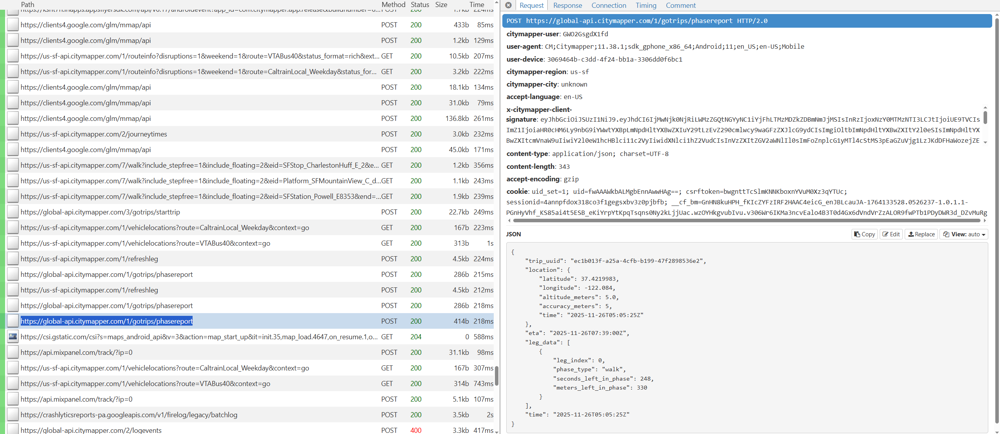 Path Method Status Size Time
https://clients4.google.com/glm/mmap/api POST 200 433b 85ms
https://clients4.google.com/glm/mmap/api POST 200 1.2kb 129ms
https://us-sf-api.citymapper.com/1/routeinfo?disruptions=1&weekend=1&route=VTABus40&status_format=rich&ext... GET 200 10.5kb 207ms
https://us-sf-api.citymapper.com/1/routeinfo?disruptions=1&weekend=1&route=CaltrainLocal_Weekday&status_for... GET 200 3.2kb 222ms
https://clients4.google.com/glm/mmap/api POST 200 18.1kb 134ms
https://clients4.google.com/glm/mmap/api POST 200 31.0kb 79ms
https://clients4.google.com/glm/mmap/api POST 200 136.8kb 261ms
https://us-sf-api.citymapper.com/2/journeytimes POST 200 3.0kb 232ms
https://clients4.google.com/glm/mmap/api POST 200 45.0kb 171ms
https://us-sf-api.citymapper.com/7/walk?include_stepfree=1&include_floating=2&eid=SFStop_CharlestonHuff_E_2&e... GET 200 1.2kb 356ms
https://us-sf-api.citymapper.com/7/walk?include_stepfree=1&include_floating=2&eid=Platform_SFMountainView_C_d... GET 200 1.1kb 243ms
https://us-sf-api.citymapper.com/7/walk?include_stepfree=1&include_floating=2&eid=SFStation_Powell_E8353&end=... GET 200 1.9kb 239ms
https://global-api.citymapper.com/3/gotrips/starttrip POST 200 22.7kb 249ms
https://us-sf-api.citymapper.com/1/vehiclelocations?route=CaltrainLocal_Weekday&context=go GET 200 167b 223ms
https://us-sf-api.citymapper.com/1/vehiclelocations?route=VTABus40&context=go GET 200 313b 1s
https://us-sf-api.citymapper.com/1/refreshleg POST 200 4.5kb 224ms
https://global-api.citymapper.com/1/gotrips/phasereport POST 200 286b 215ms
https://us-sf-api.citymapper.com/1/refreshleg POST 200 4.5kb 212ms
https://global-api.citymapper.com/1/gotrips/phasereport POST 200 286b 218ms
https://global-api.citymapper.com/1/gotrips/phasereport POST 200 414b 218ms
https://csi.gstatic.com/csi?s=maps_android_api&v=3&action=map_start_up&it=init.35,map_load.4647,on_resume.1,o... GET 204 0 588ms
https://api.mixpanel.com/track/?ip=0 POST 200 31.1kb 98ms
https://us-sf-api.citymapper.com/1/vehiclelocations?route=CaltrainLocal_Weekday&context=go GET 200 167b 307ms
https://us-sf-api.citymapper.com/1/vehiclelocations?route=VTABus40&context=go GET 200 314b 743ms
https://api.mixpanel.com/track/?ip=0 POST 200 5.1kb 107ms
https://crashlyticsreports-pa.googleapis.com/v1/firelog/legacy/batchlog POST 200 3.5kb 2s
https://global-api.citymapper.com/2/logevents POST 400 3.3kb 417ms
Request Response Connection Timing Comment
POST https://global-api.citymapper.com/1/gotrips/phasereport HTTP/2.0
citymapper-user: GWO2GsgdX1fd
user-agent: CM;Citymapper;11.38.1;sdk_gphone_x86_64;Android;11;en_US;en-US;Mobile
user-device: 3069464b-c3dd-4f24-bb1a-3306dd0f6bc1
citymapper-region: us-sf
citymapper-city: unknown
accept-language: en-US
x-citymapper-client-
signature: eyJhbGciOiJSUzI1NiJ9.eyJhdCI6IjMwNjk0NjRiLWMzZGQtNGYyNC1iYjFhLTMzMDZkZDBmNmJjMSIsInRzIjoxNzY0MTMzNTI3LCJtIjoiUE9TVCIs
ImZ1IjoiaHR0cHM6Ly9nbG9iYWwtYXBpLmNpdHltYXBwZXIuY29tLzEvZ290cmlwcy9waGFzZXJlcG9ydCIsImgiOltbImNpdHltYXBwZXItY2l0eSIsImNpdHltYX
BwZXItcmVnaW9uIiwiY2l0eW1hcHBlci11c2VyIiwidXNlci1hZ2VudCIsInVzZXItZGV2aWNlIl0sImFoZnplcG1yMTl4cStMS3pEaGZuVjg1LzJKdDFHaWozejZE
content-type: application/json; charset=UTF-8
content-length: 343
accept-encoding: gzip
cookie: uid_set=1; uid=fwAAAWkbALMgbEnnAwwHAg==; csrftoken=bwgnttTcSlmKNNKboxnYVuM0Xz3qYTUc;
sessionid=4annpfdox318co3f1gegsxbv3z0pjbfb; __cf_bm=GnHN8kuHPH_fKIcZYFzIRF2HAAC4eicG_enJBLcauJA-1764133528.0526237-1.0.1.1-
PGnHyVhf_KS85ai4t5ESB_eKiYrpYtKpqTsqns0Ny2kLjjUac.wzOYHkgvubIvu.v306Wr6IKMa3ncvEalo4B3T0d4Gx6dVndVrZzALOR9fwPTb1PDyDWR3d_DZvMuRg
JSON Copy Edit Replace View: auto
{
"trip_uuid": "ec1b013f-a25a-4cfb-b199-47f2898536e2",
"location": {
"latitude": 37.4219983,
"longitude": -122.084,
"altitude_meters": 5.0,
"accuracy_meters": 5,
"time": "2025-11-26T05:05:25Z"
},
"eta": "2025-11-26T07:39:00Z",
"leg_data": [
{
"leg_index": 0,
"phase_type": "walk",
"seconds_left_in_phase": 248,
"meters_left_in_phase": 330
}
],
"time": "2025-11-26T05:05:25Z"
}